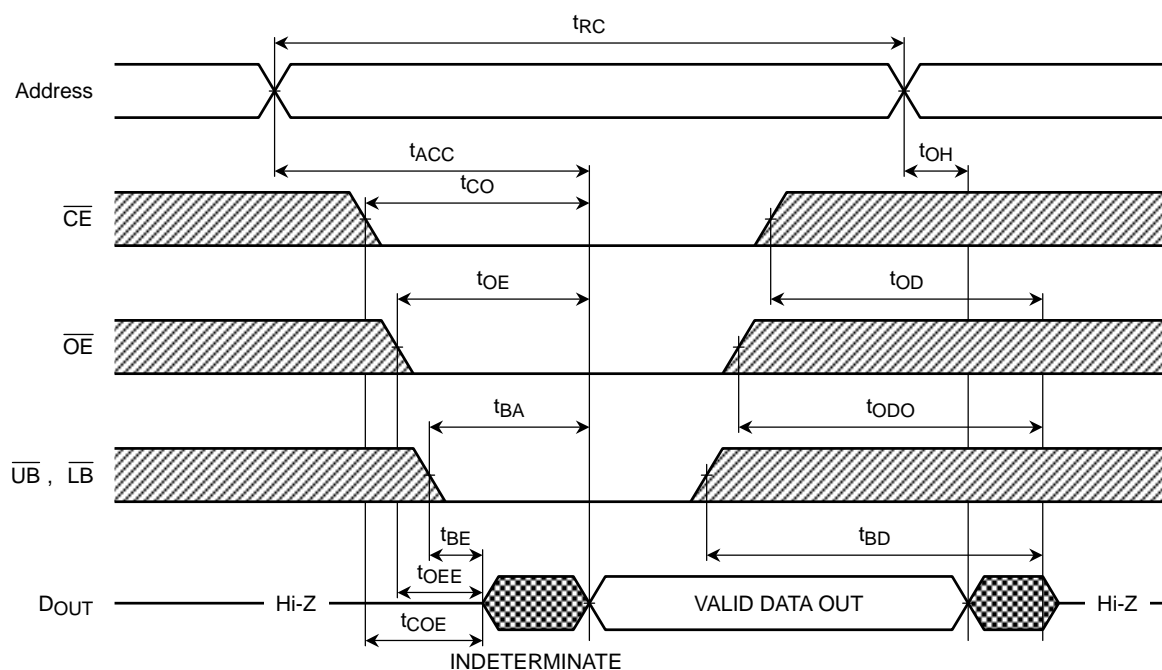 tRC
Address
tACC
tOH
tCO
CE
tOE
tOD
OE
tBA
tODO
UB , LB
tBE
tBD
tOEE
DOUT
Hi-Z
VALID DATA OUT
Hi-Z
tCOE
INDETERMINATE